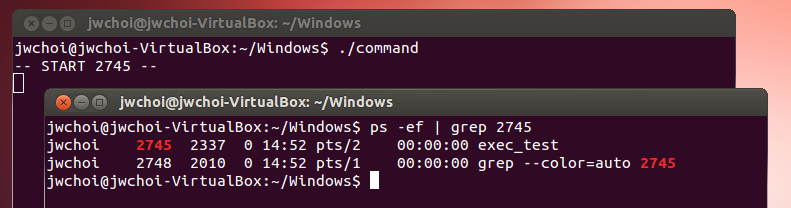 jwchoi@jwchoi-VirtualBox: ~/Windows
jwchoi@jwchoi-VirtualBox:~/Windows$ ./command
-- START 2745 --
jwchoi@jwchoi-VirtualBox: ~/Windows
jwchoi@jwchoi-VirtualBox:~/Windows$ ps -ef | grep 2745
jwchoi    2745  2337  0 14:52 pts/2    00:00:00 exec_test
jwchoi    2748  2010  0 14:52 pts/1    00:00:00 grep --color=auto 2745
jwchoi@jwchoi-VirtualBox:~/Windows$